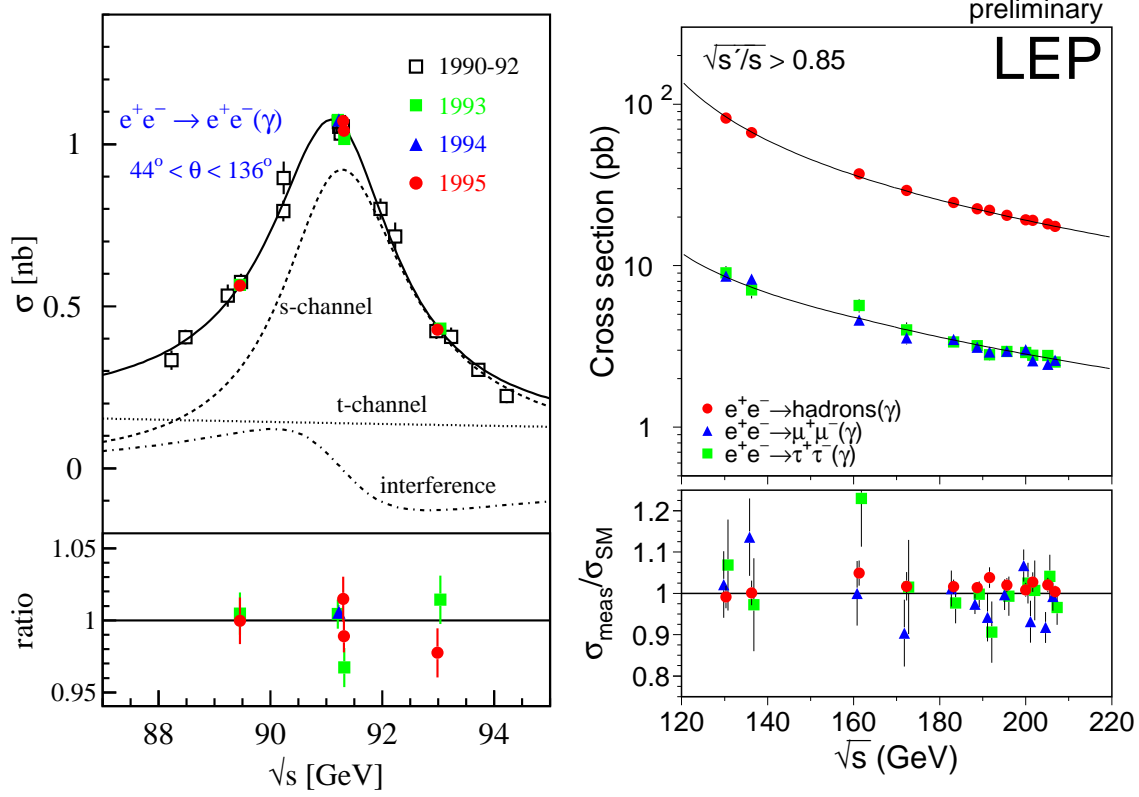 e⁺e⁻ → e⁺e⁻(γ)
44° < θ < 136°
1990-92
1993
1994
1995
s-channel
t-channel
interference
σ [nb]
1
0.5
0
ratio
1.05
1
0.95
88 90 92 94
√s [GeV]
preliminary
LEP
√s´/s > 0.85
Cross section (pb)
10²
10
1
e⁺e⁻→hadrons(γ)
e⁺e⁻→μ⁺μ⁻(γ)
e⁺e⁻→τ⁺τ⁻(γ)
σmeas/σSM
1.2
1.1
1
0.9
0.8
120 140 160 180 200 220
√s (GeV)